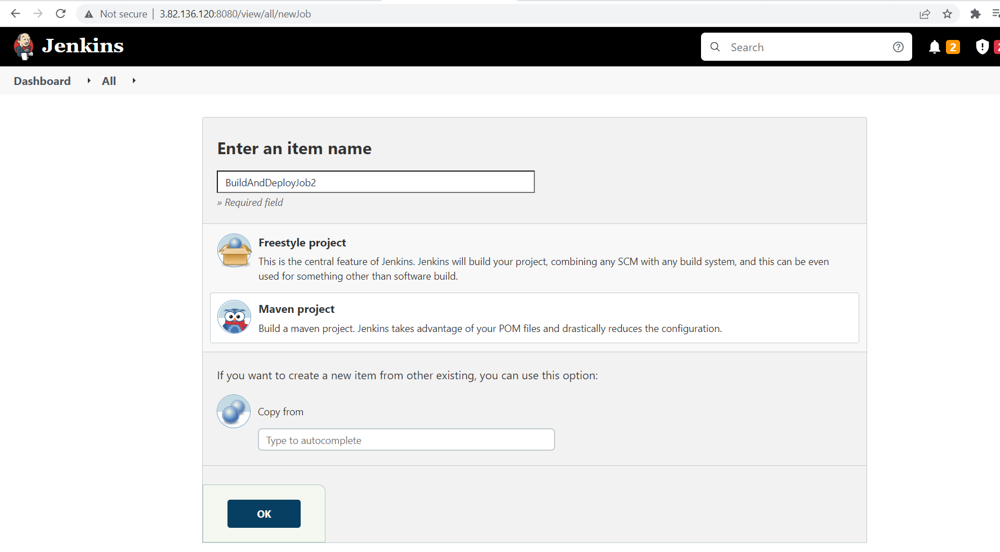 Not secure | 3.82.136.120:8080/view/all/newJob
Jenkins
Search
2
Dashboard All
Enter an item name
BuildAndDeployJob2
» Required field
Freestyle project
This is the central feature of Jenkins. Jenkins will build your project, combining any SCM with any build system, and this can be even
used for something other than software build.
Maven project
Build a maven project. Jenkins takes advantage of your POM files and drastically reduces the configuration.
If you want to create a new item from other existing, you can use this option:
Copy from
Type to autocomplete
OK